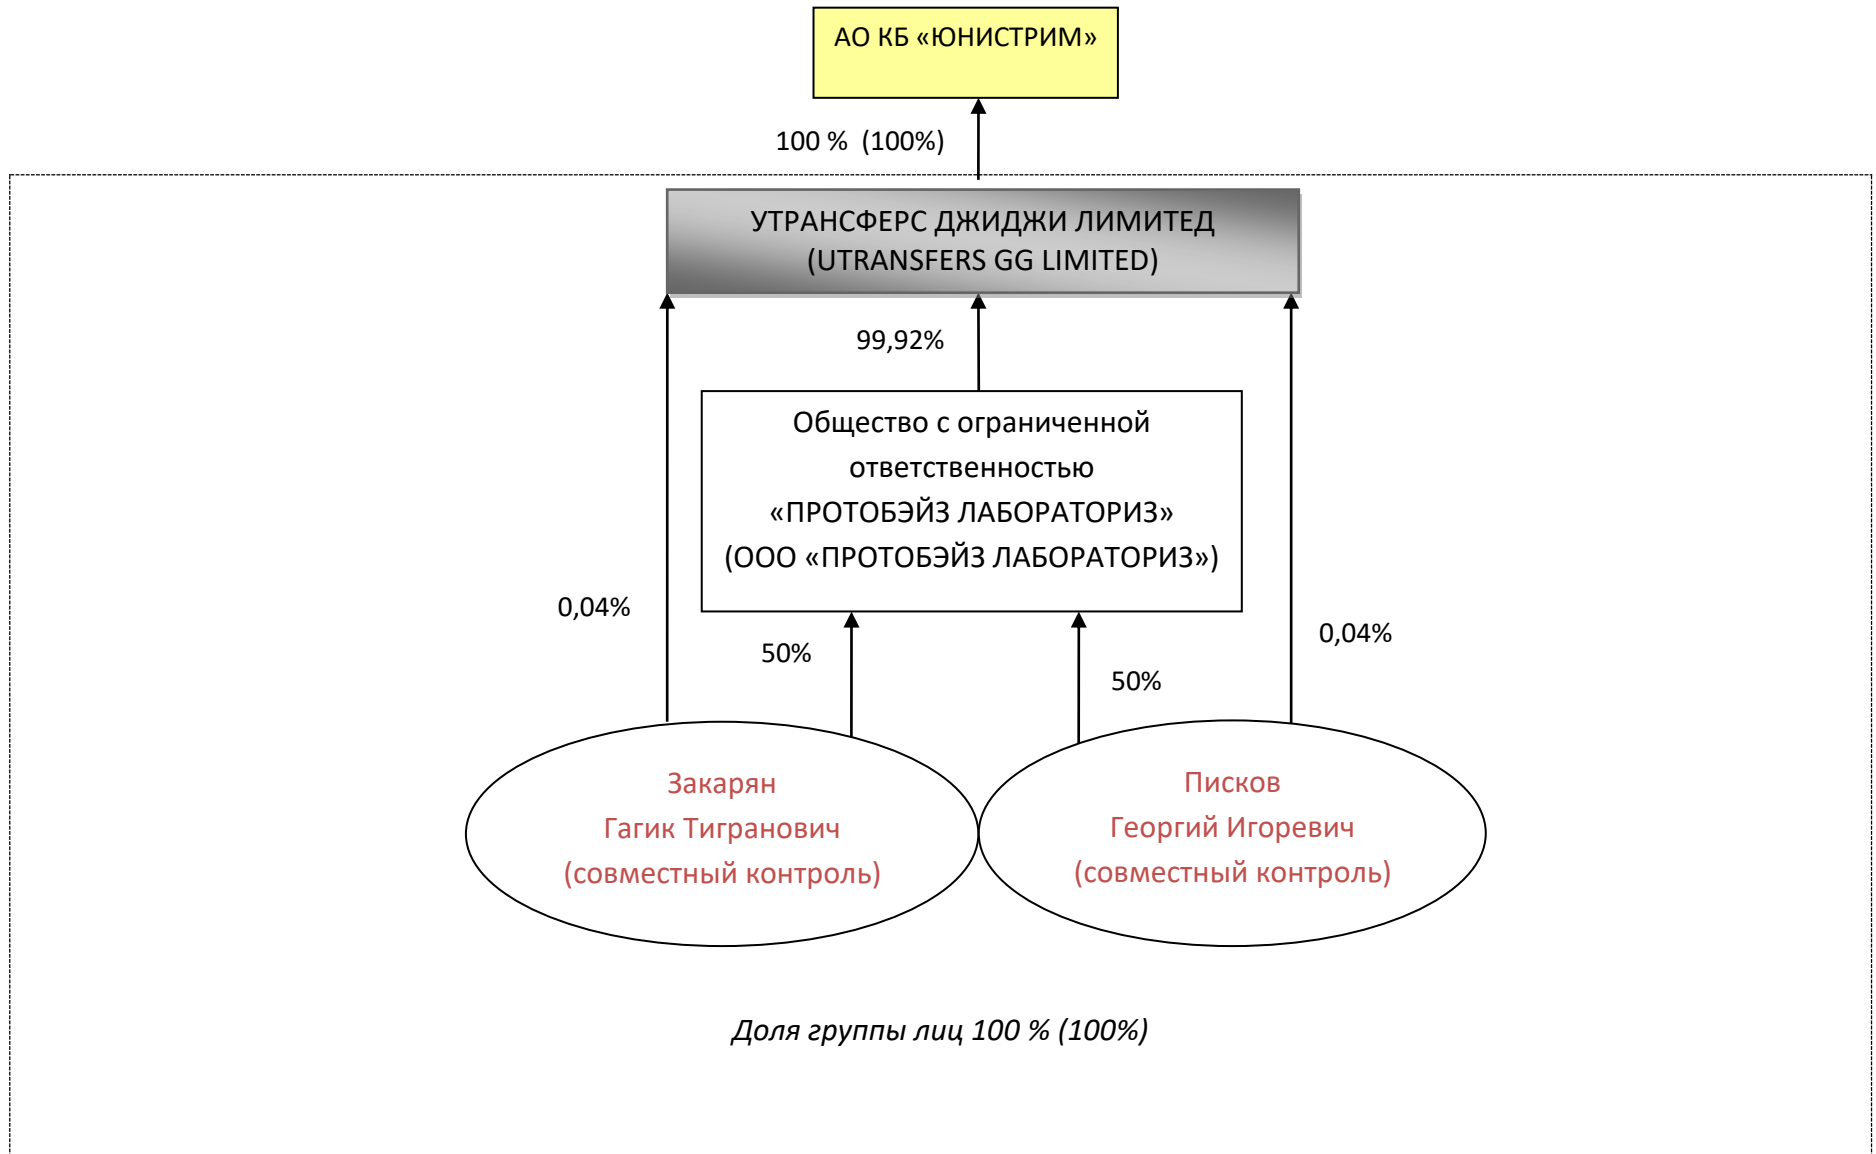 АО КБ «ЮНИСТРИМ»
100 % (100%)
УТРАНСФЕРС ДЖИДЖИ ЛИМИТЕД
(UTRANSFERS GG LIMITED)
99,92%
Общество с ограниченной
ответственностью
«ПРОТОБЭЙЗ ЛАБОРАТОРИЗ»
(ООО «ПРОТОБЭЙЗ ЛАБОРАТОРИЗ»)
0,04%
0,04%
50%
50%
Закарян
Гагик Тигранович
(совместный контроль)
Писков
Георгий Игоревич
(совместный контроль)
Доля группы лиц 100 % (100%)